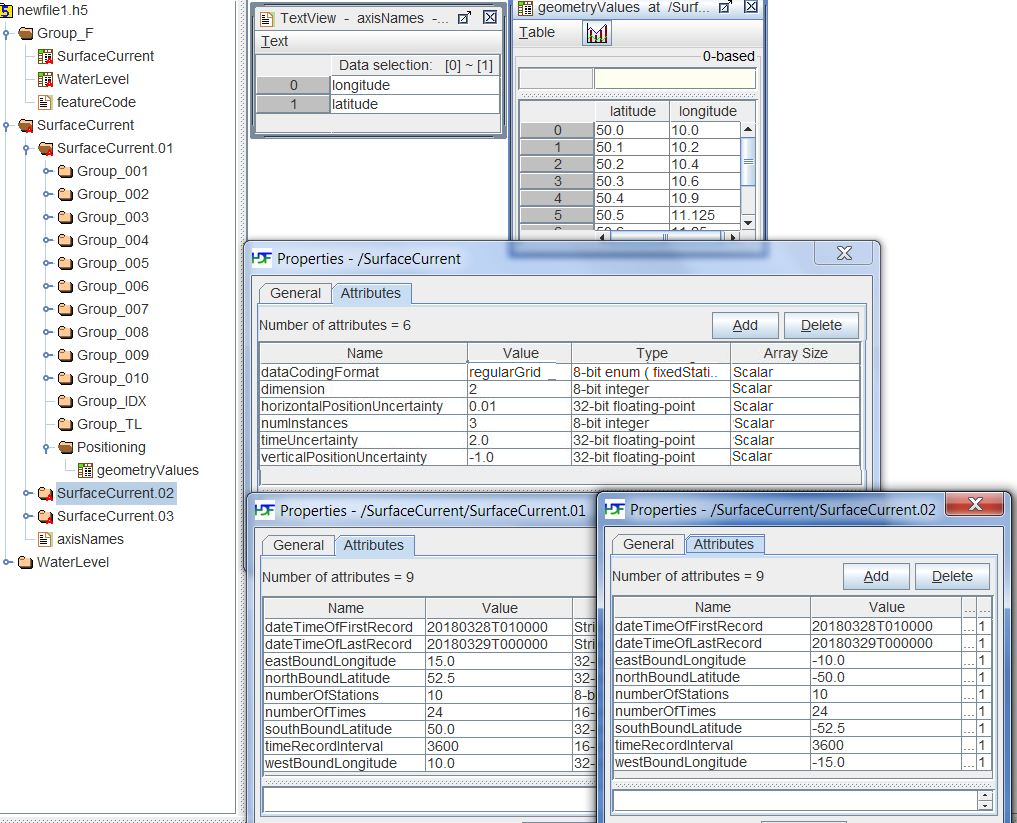 newfile1.h5
Group_F
SurfaceCurrent
WaterLevel
featureCode
SurfaceCurrent
SurfaceCurrent.01
Group_001
Group_002
Group_003
Group_004
Group_005
Group_006
Group_007
Group_008
Group_009
Group_010
Group_IDX
Group_TL
Positioning
geometryValues
SurfaceCurrent.02
SurfaceCurrent.03
axisNames
WaterLevel
TextView - axisNames -...
Text
Data selection: [0] ~ [1]
0 longitude
1 latitude
geometryValues at /Surf...
Table
0-based
latitude longitude
0 50.0 10.0
1 50.1 10.2
2 50.2 10.4
3 50.3 10.6
4 50.4 10.9
5 50.5 11.125
HDF Properties - /SurfaceCurrent X
General Attributes
Number of attributes = 6 Add Delete
Name Value Type Array Size
dataCodingFormat regularGrid _ 8-bit enum ( fixedStati.. Scalar
dimension 2 8-bit integer Scalar
horizontalPositionUncertainty 0.01 32-bit floating-point Scalar
numInstances 3 8-bit integer Scalar
timeUncertainty 2.0 32-bit floating-point Scalar
verticalPositionUncertainty -1.0 32-bit floating-point Scalar
HDF Properties - /SurfaceCurrent/SurfaceCurrent.01
General Attributes
Number of attributes = 9
Name Value
dateTimeOfFirstRecord 20180328T010000 Stri
dateTimeOfLastRecord 20180329T000000 Stri
eastBoundLongitude 15.0 32-
northBoundLatitude 52.5 32-
numberOfStations 10 8-b
numberOfTimes 24 16-
southBoundLatitude 50.0 32-
timeRecordInterval 3600 16-
westBoundLongitude 10.0 32-
HDF Properties - /SurfaceCurrent/SurfaceCurrent.02 X
General Attributes
Number of attributes = 9 Add Delete
Name Value ... ...
dateTimeOfFirstRecord 20180328T010000 ... 1
dateTimeOfLastRecord 20180329T000000 ... 1
eastBoundLongitude -10.0 ... 1
northBoundLatitude -50.0 ... 1
numberOfStations 10 ... 1
numberOfTimes 24 ... 1
southBoundLatitude -52.5 ... 1
timeRecordInterval 3600 ... 1
westBoundLongitude -15.0 ... 1